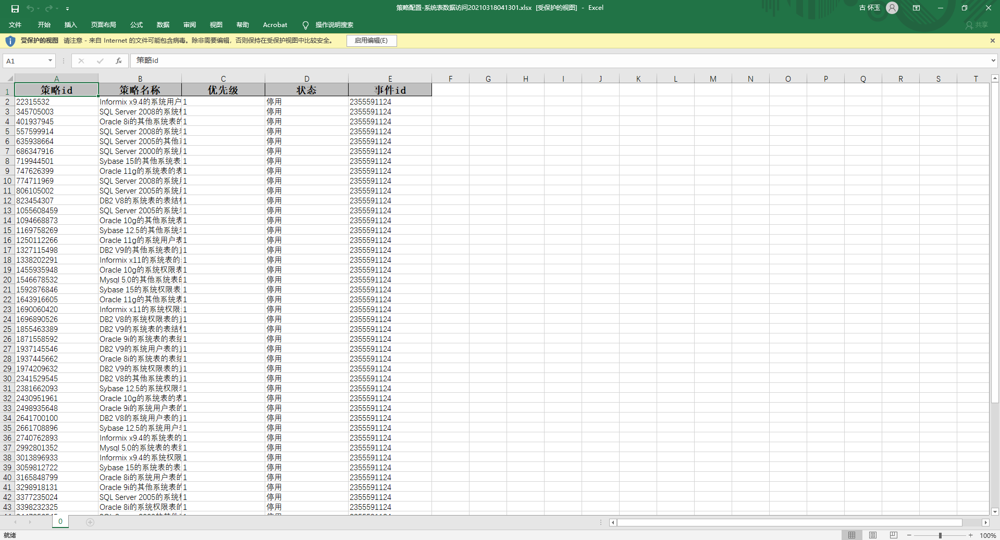 策略配置-系统表数据访问20210318041301.xlsx [受保护的视图] - Excel
古 怀玉
文件 开始 插入 页面布局 公式 数据 审阅 视图 帮助 Acrobat 操作说明搜索 共享
受保护的视图 请注意 - 来自 Internet 的文件可能包含病毒。除非需要编辑，否则保持在受保护视图中比较安全。 启用编辑(E)
A1 fx 策略id
A B C D E F G H I J K L M N O P Q R S T
1 策略id 策略名称 优先级 状态 事件id
2 22315532 Informix x9.4的系统用户 1 停用 2355591124
3 345705003 SQL Server 2008的系统 1 停用 2355591124
4 401937945 Oracle 8i的其他系统表的 1 停用 2355591124
5 557599914 SQL Server 2008的系统 1 停用 2355591124
6 635938664 SQL Server 2005的其他 1 停用 2355591124
7 686347916 SQL Server 2000的系统 1 停用 2355591124
8 719944501 Sybase 15的其他系统表 1 停用 2355591124
9 747626399 Oracle 11g的系统表的表 1 停用 2355591124
10 774711969 SQL Server 2008的系统 1 停用 2355591124
11 806105002 SQL Server 2005的系统 1 停用 2355591124
12 823454307 DB2 V8的系统表的表结 1 停用 2355591124
13 1055608459 SQL Server 2005的系统 1 停用 2355591124
14 1094668873 Oracle 10g的其他系统表 1 停用 2355591124
15 1169758269 Sybase 12.5的其他系统 1 停用 2355591124
16 1250112266 Oracle 11g的系统用户表 1 停用 2355591124
17 1327115498 DB2 V9的其他系统表的 1 停用 2355591124
18 1338202291 Informix x11的系统表的 1 停用 2355591124
19 1455935948 Oracle 10g的系统权限表 1 停用 2355591124
20 1546678532 Mysql 5.0的其他系统表 1 停用 2355591124
21 1592876846 Sybase 15的系统权限表 1 停用 2355591124
22 1643916605 Oracle 11g的其他系统表 1 停用 2355591124
23 1690060420 Informix x11的系统权限 1 停用 2355591124
24 1696890526 DB2 V8的系统权限表的 1 停用 2355591124
25 1855463389 DB2 V9的系统表的表结 1 停用 2355591124
26 1871558592 Oracle 9i的系统表的表结 1 停用 2355591124
27 1937145546 DB2 V9的系统用户表的 1 停用 2355591124
28 1937445662 Oracle 8i的系统表的表结 1 停用 2355591124
29 1974209632 DB2 V9的系统权限表的 1 停用 2355591124
30 2341529545 DB2 V8的其他系统表的 1 停用 2355591124
31 2381662093 Sybase 12.5的系统权限 1 停用 2355591124
32 2430951961 Oracle 10g的系统表的表 1 停用 2355591124
33 2498935648 Oracle 9i的系统用户表的 1 停用 2355591124
34 2641700100 DB2 V8的系统用户表的 1 停用 2355591124
35 2661708896 Sybase 12.5的系统用户 1 停用 2355591124
36 2740762893 Informix x9.4的系统表的 1 停用 2355591124
37 2992801352 Mysql 5.0的系统表的表 1 停用 2355591124
38 3013896933 Informix x9.4的系统权限 1 停用 2355591124
39 3059812722 Sybase 15的系统表的表 1 停用 2355591124
40 3165848799 Oracle 8i的系统用户表的 1 停用 2355591124
41 3298918131 Oracle 9i的其他系统表的 1 停用 2355591124
42 3377235024 SQL Server 2005的系统 1 停用 2355591124
43 3398232325 Oracle 8i的系统权限表的 1 停用 2355591124
0
就绪 100%